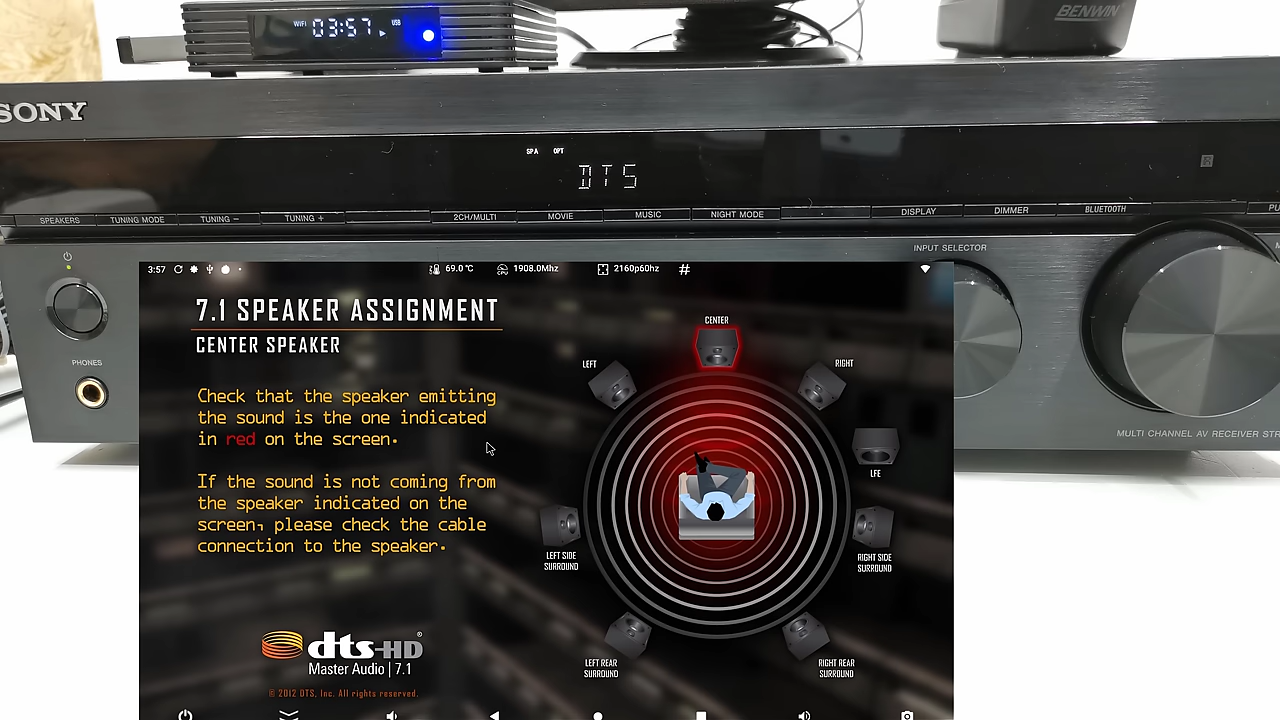 WiFi 03:57 USB
BENWIN
SONY
SPA OPT
DTS
SPEAKERS TUNING MODE TUNING – TUNING + 2CH/MULTI MOVIE MUSIC NIGHT MODE DISPLAY DIMMER BLUETOOTH
INPUT SELECTOR
PHONES
MULTI CHANNEL AV RECEIVER
3:57 69.0℃ CPU 1908.0Mhz 2160p60hz #
7.1 SPEAKER ASSIGNMENT
CENTER SPEAKER
Check that the speaker emitting
the sound is the one indicated
in red on the screen.
If the sound is not coming from
the speaker indicated on the
screen, please check the cable
connection to the speaker.
CENTER
LEFT
RIGHT
LFE
LEFT SIDE
SURROUND
RIGHT SIDE
SURROUND
LEFT REAR
SURROUND
RIGHT REAR
SURROUND
dts-HD®
Master Audio | 7.1
© 2012 DTS, Inc. All rights reserved.